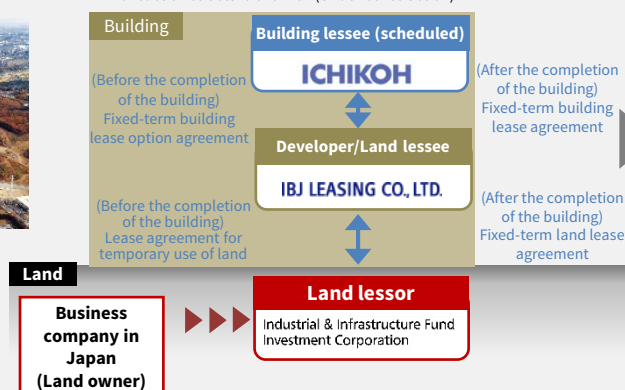 Building
Building lessee (scheduled)
ICHIKOH
(Before the completion
of the building)
Fixed-term building
lease option agreement
(After the completion
of the building)
Fixed-term building
lease agreement
Developer/Land lessee
IBJ LEASING CO., LTD.
(Before the completion
of the building)
Lease agreement for
temporary use of land
(After the completion
of the building)
Fixed-term land lease
agreement
Land
Land lessor
Industrial & Infrastructure Fund
Investment Corporation
Business
company in
Japan
(Land owner)